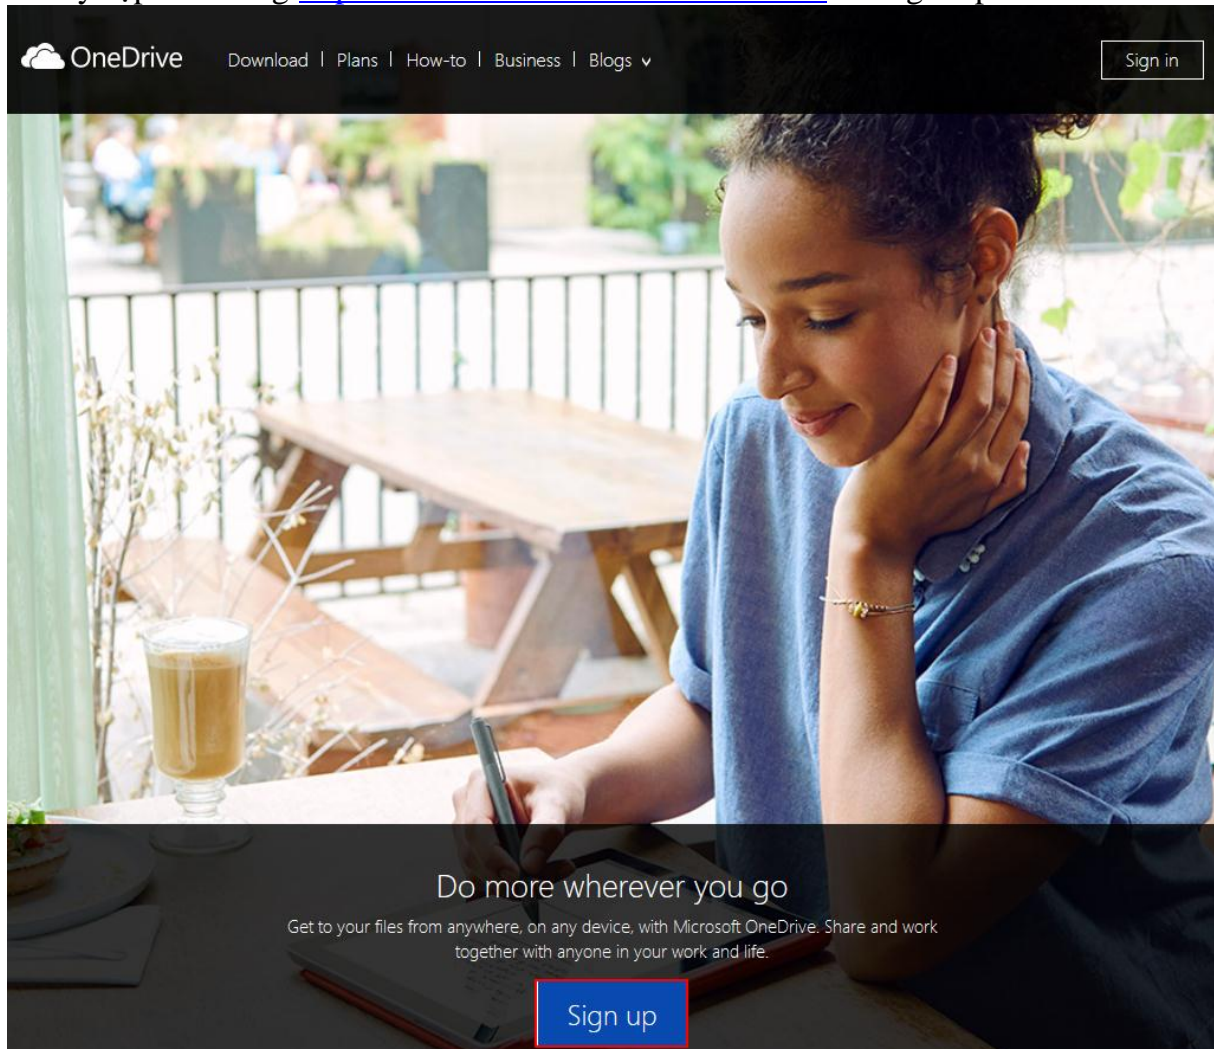 OneDrive Download | Plans | How-to | Business | Blogs Sign in
Do more wherever you go
Get to your files from anywhere, on any device, with Microsoft OneDrive. Share and work
together with anyone in your work and life.
Sign up